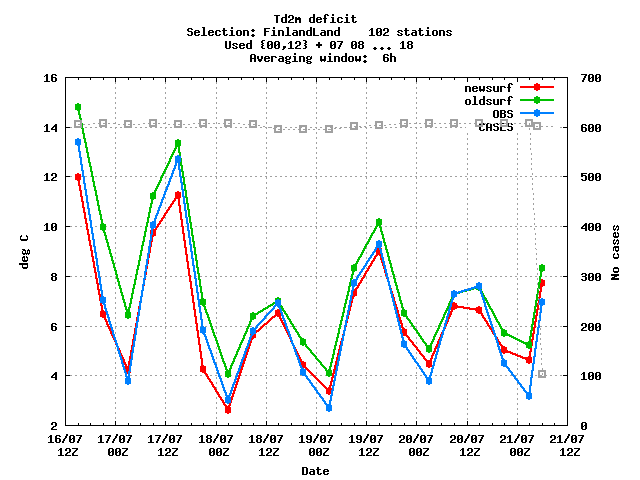 Td2m deficit
Selection: FinlandLand    102 stations
Used {00,12} + 07 08 ... 18
Averaging window:  6h
16 700
newsurf
oldsurf
OBS
CASES
14 600
12 500
10 400
8 300
6 200
4 100
2 0
deg C
No cases
16/07 17/07 17/07 18/07 18/07 19/07 19/07 20/07 20/07 21/07 21/07
12Z 00Z 12Z 00Z 12Z 00Z 12Z 00Z 12Z 00Z 12Z
Date